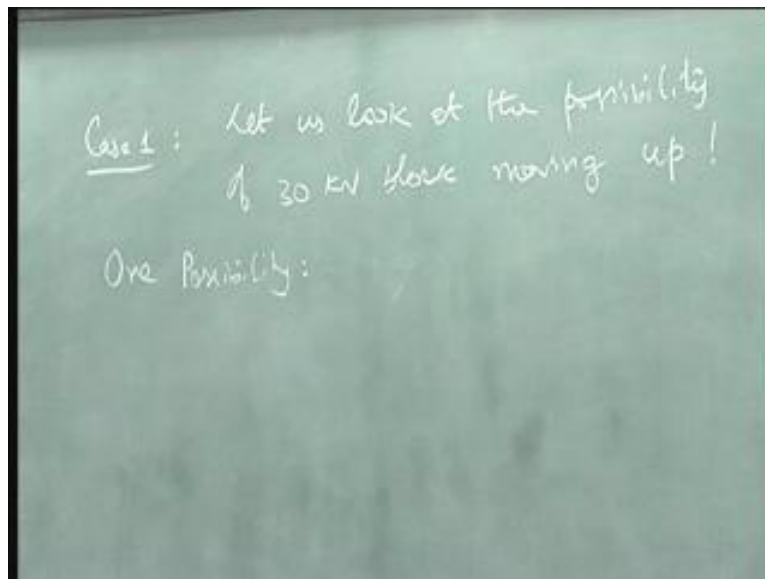 Case 1 : Let us look at the possibility
of 30 kN block moving up !
One Possibility :